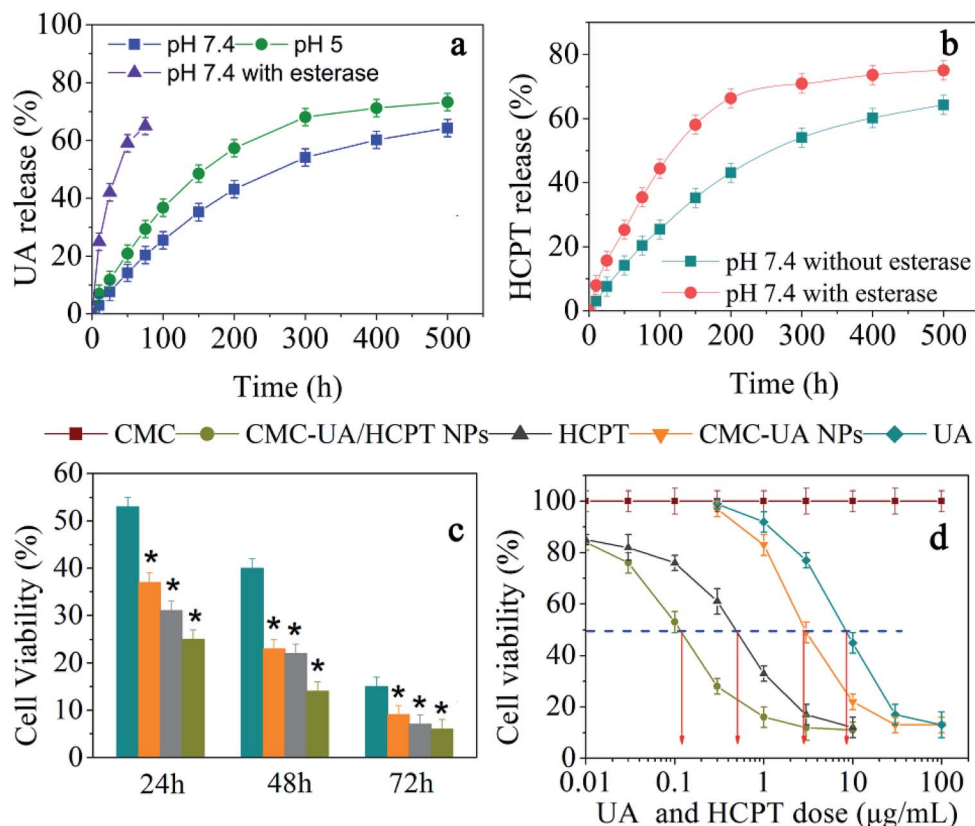 a
pH 7.4 pH 5
pH 7.4 with esterase
UA release (%)
100
80
60
40
20
0
0 100 200 300 400 500
Time (h)
b
pH 7.4 without esterase
pH 7.4 with esterase
HCPT release (%)
80
60
40
20
0
0 100 200 300 400 500
Time (h)
CMC CMC-UA/HCPT NPs HCPT CMC-UA NPs UA
c
Cell Viability (%)
60
50
40
30
20
10
0
* * *
* * *
* * *
24h 48h 72h
d
Cell viability (%)
100
80
60
40
20
0
0.01 0.1 1 10 100
UA and HCPT dose (μg/mL)